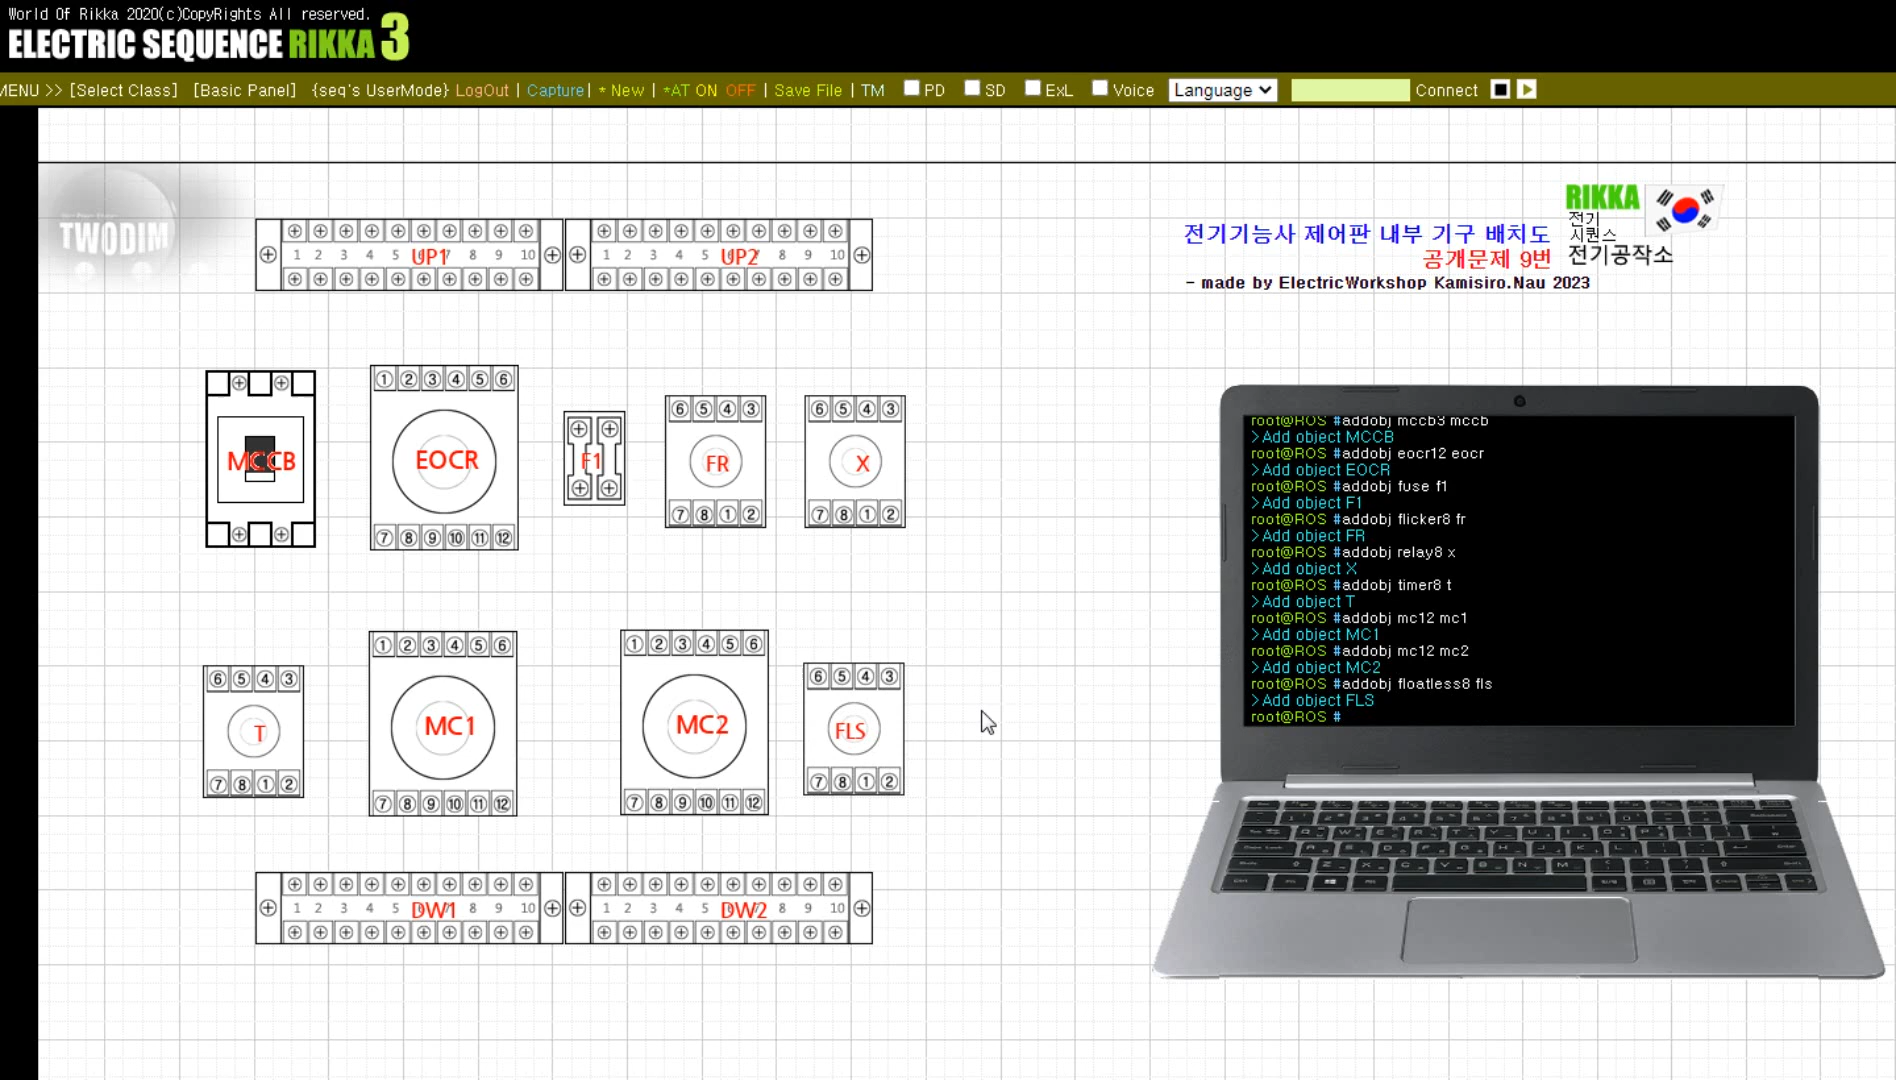 World Of Rikka 2020(c)CopyRights All reserved.
ELECTRIC SEQUENCE RIKKA 3
MENU >> [Select Class] [Basic Panel] {seq's UserMode} LogOut | Capture | * New | *AT ON OFF | Save File | TM PD SD ExL Voice Language Connect
TWODIM
RIKKA
전기
시퀀스
전기공작소
전기기능사 제어판 내부 기구 배치도
공개문제 9번
- made by ElectricWorkshop Kamisiro.Nau 2023
1 2 3 4 5 UP1 7 8 9 10
1 2 3 5 UP2 8 9 10
MCCB
① ② ③ ④ ⑤ ⑥
EOCR
⑦ ⑧ ⑨ ⑩ ⑪ ⑫
F1
⑥ ⑤ ④ ③
FR
⑦ ⑧ ① ②
⑥ ⑤ ④ ③
X
⑦ ⑧ ① ②
⑥ ⑤ ④ ③
T
⑦ ⑧ ① ②
① ② ③ ④ ⑤ ⑥
MC1
⑦ ⑧ ⑨ ⑩ ⑪ ⑫
① ② ③ ④ ⑤ ⑥
MC2
⑦ ⑧ ⑨ ⑩ ⑪ ⑫
⑥ ⑤ ④ ③
FLS
⑦ ⑧ ① ②
1 2 3 4 5 DW1 8 9 10
1 2 3 4 5 DW2 8 9 10
root@ROS #addobj mccb3 mccb
>Add object MCCB
root@ROS #addobj eocr12 eocr
>Add object EOCR
root@ROS #addobj fuse f1
>Add object F1
root@ROS #addobj flicker8 fr
>Add object FR
root@ROS #addobj relay8 x
>Add object X
root@ROS #addobj timer8 t
>Add object T
root@ROS #addobj mc12 mc1
>Add object MC1
root@ROS #addobj mc12 mc2
>Add object MC2
root@ROS #addobj floatless8 fls
>Add object FLS
root@ROS #